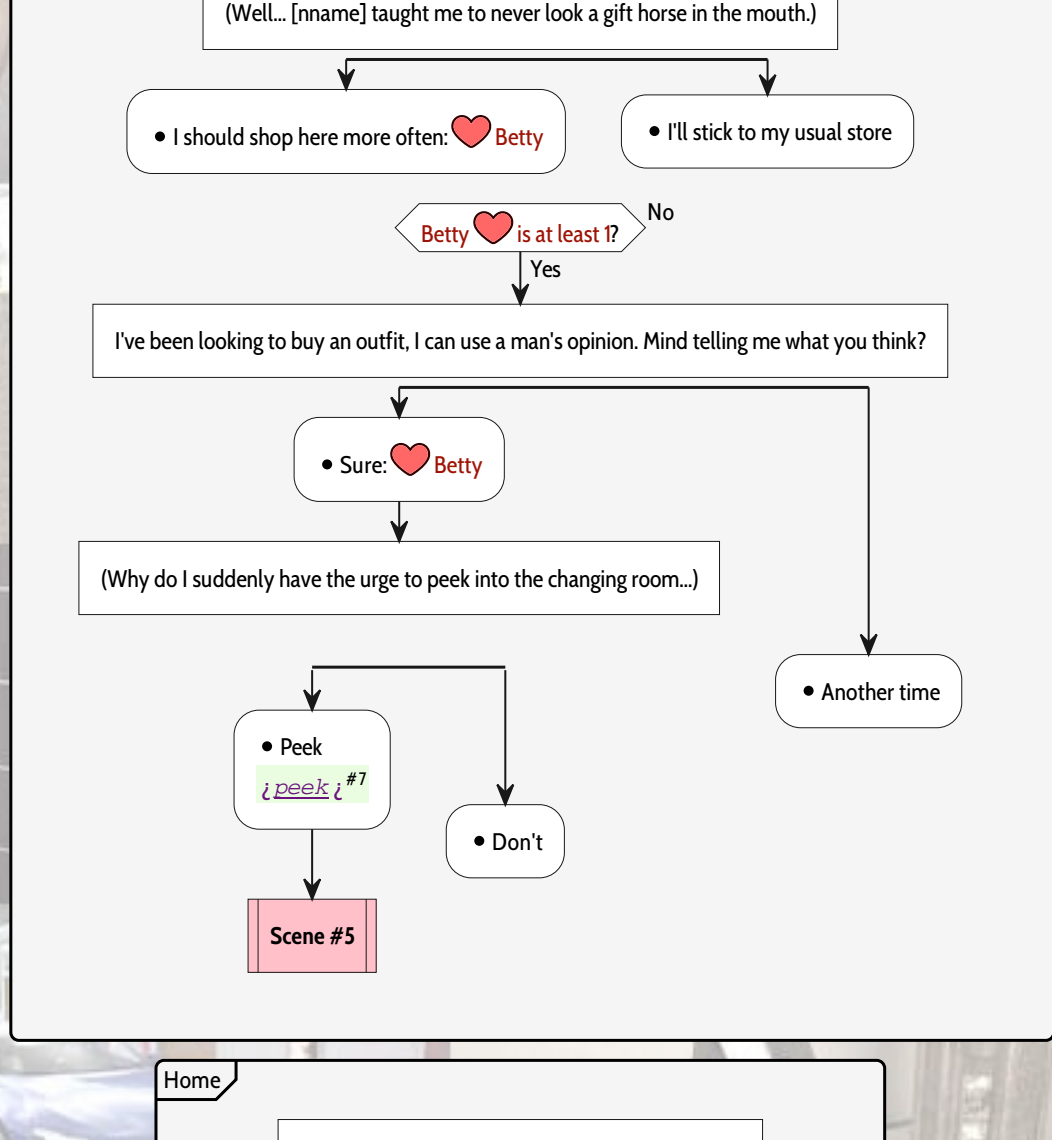 (Well... [nname] taught me to never look a gift horse in the mouth.)
• I should shop here more often: Betty
• I'll stick to my usual store
Betty is at least 1?
No
Yes
I've been looking to buy an outfit, I can use a man's opinion. Mind telling me what you think?
• Sure: Betty
(Why do I suddenly have the urge to peek into the changing room...)
• Another time
• Peek
¿peek¿#7
• Don't
Scene #5
Home